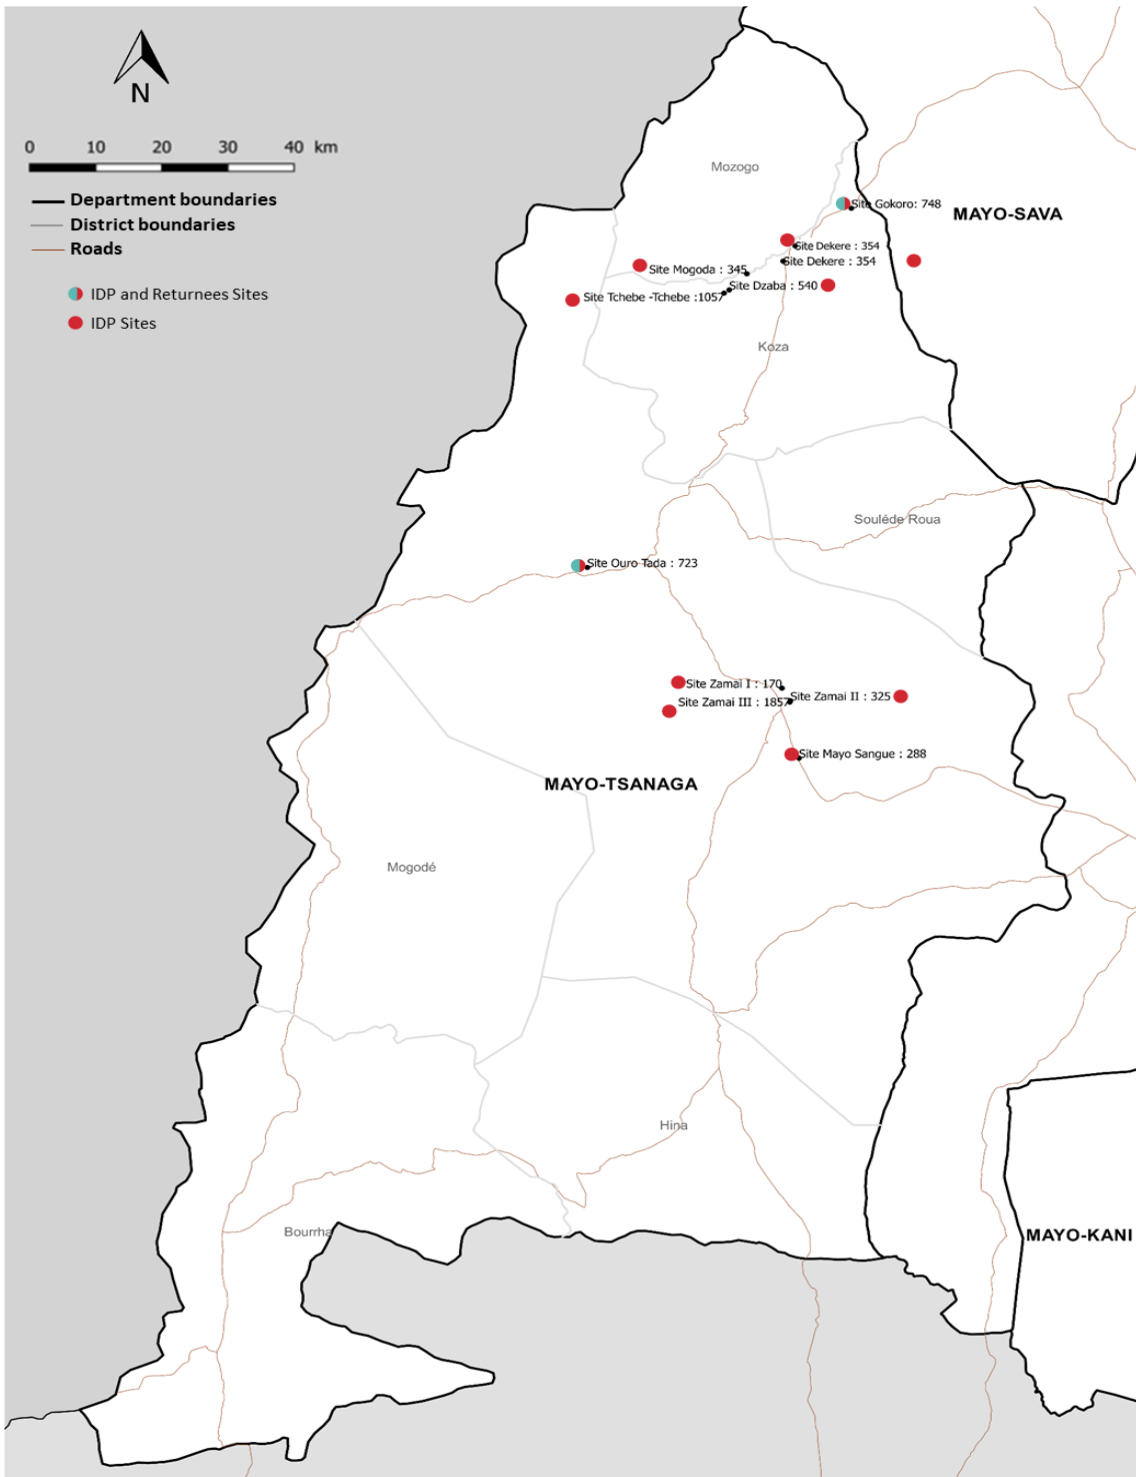 N
0 10 20 30 40 km
Department boundaries
District boundaries
Roads
IDP and Returnees Sites
IDP Sites
Mozogo
Site Gokoro: 748
MAYO-SAVA
Site Dekere : 354
Site Dekere : 354
Site Mogoda : 345
Site Dzaba : 540
Site Tchebe -Tchebe :1057
Koza
Souléde Roua
Site Ouro Tada : 723
Site Zamai I : 170
Site Zamai II : 325
Site Zamai III : 1857
Site Mayo Sangue : 288
MAYO-TSANAGA
Mogodé
Hina
Bourrha
MAYO-KANI